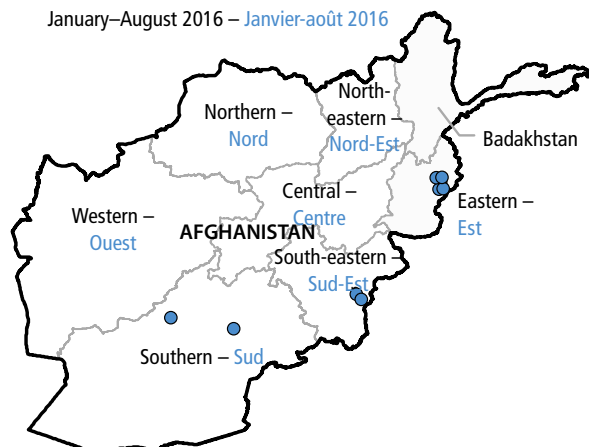 January–August 2016 – Janvier-août 2016
North-
eastern –
Nord-Est
Northern –
Nord
Badakhstan
Central –
Centre
Eastern –
Est
Western –
Ouest
AFGHANISTAN
South-eastern –
Sud-Est
Southern – Sud